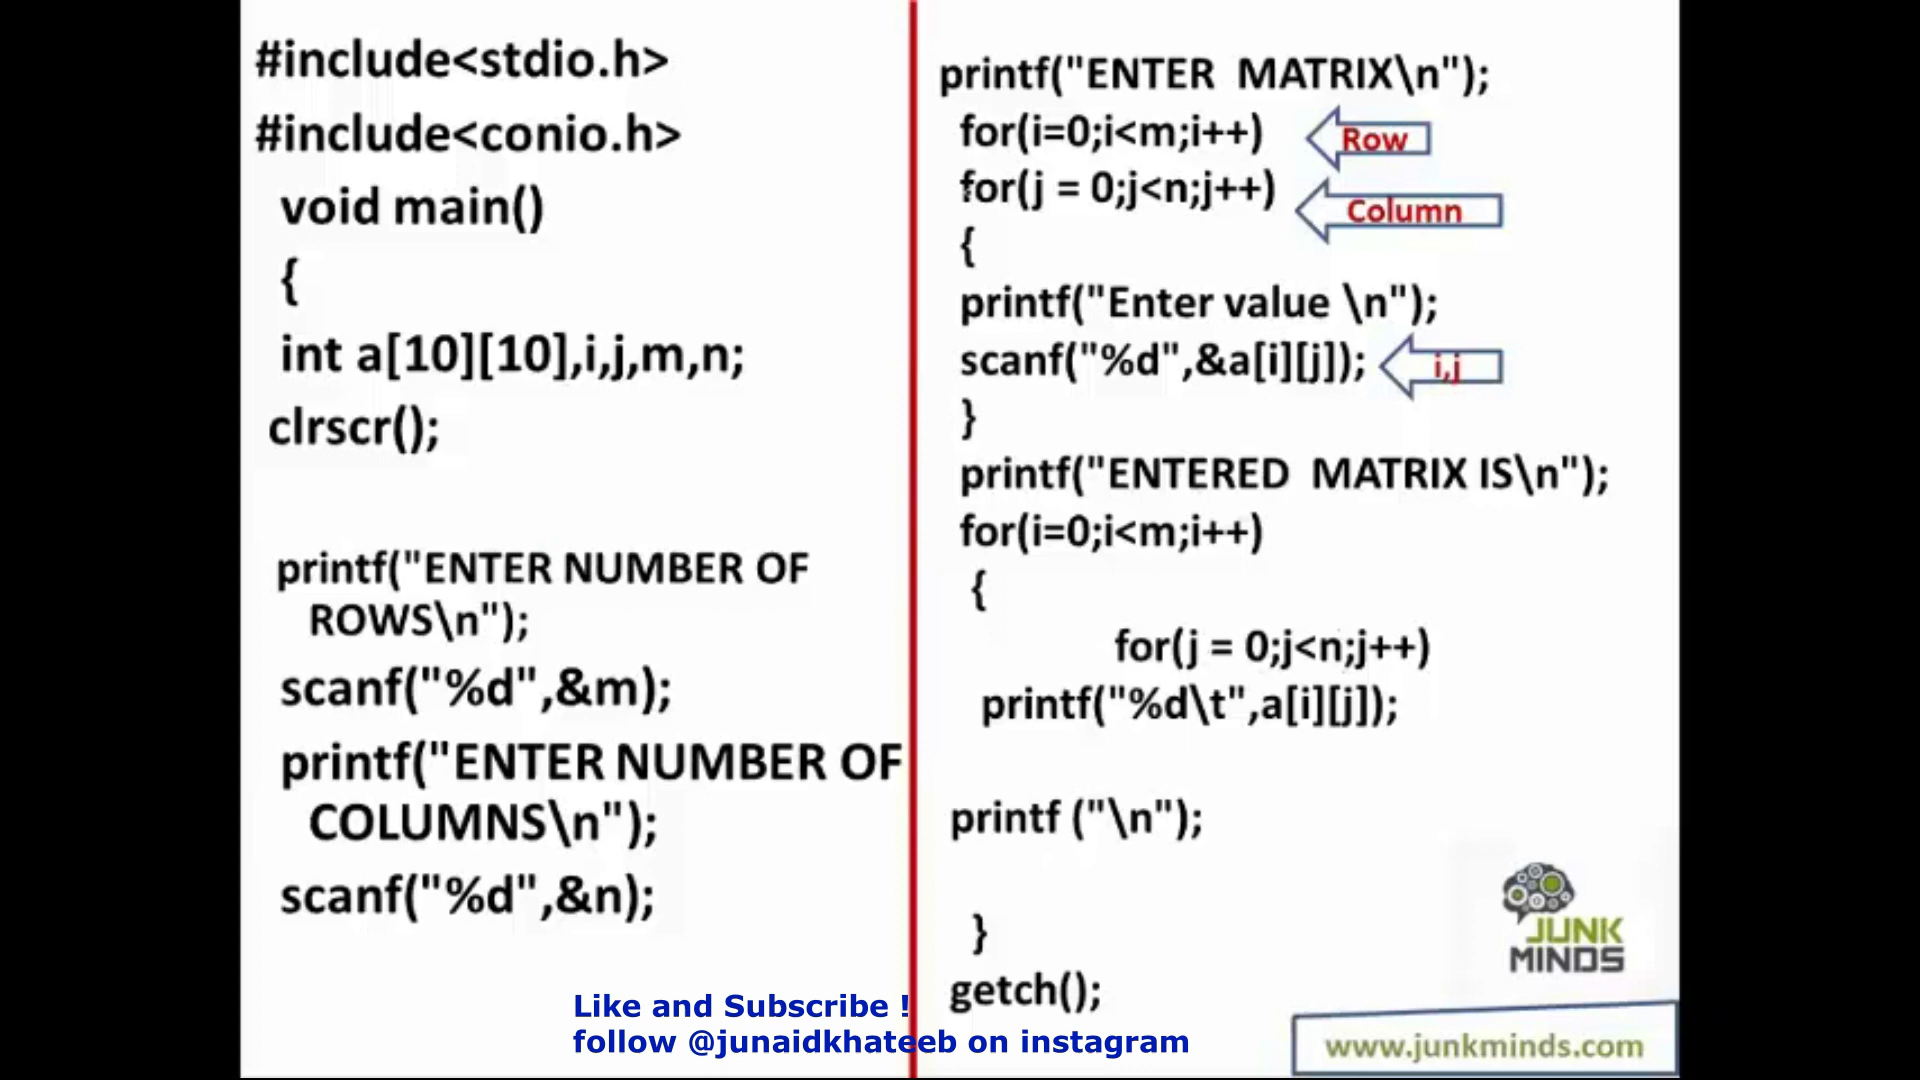 #include<stdio.h>
#include<conio.h>
void main()
{
int a[10][10],i,j,m,n;
clrscr();
printf("ENTER NUMBER OF
ROWS\n");
scanf("%d",&m);
printf("ENTER NUMBER OF
COLUMNS\n");
scanf("%d",&n);
printf("ENTER  MATRIX\n");
for(i=0;i<m;i++)
Row
for(j = 0;j<n;j++)
Column
{
printf("Enter value \n");
scanf("%d",&a[i][j]);
i,j
}
printf("ENTERED  MATRIX IS\n");
for(i=0;i<m;i++)
{
for(j = 0;j<n;j++)
printf("%d\t",a[i][j]);
printf ("\n");
}
getch();
JUNK
MINDS
www.junkminds.com
Like and Subscribe !
follow @junaidkhateeb on instagram